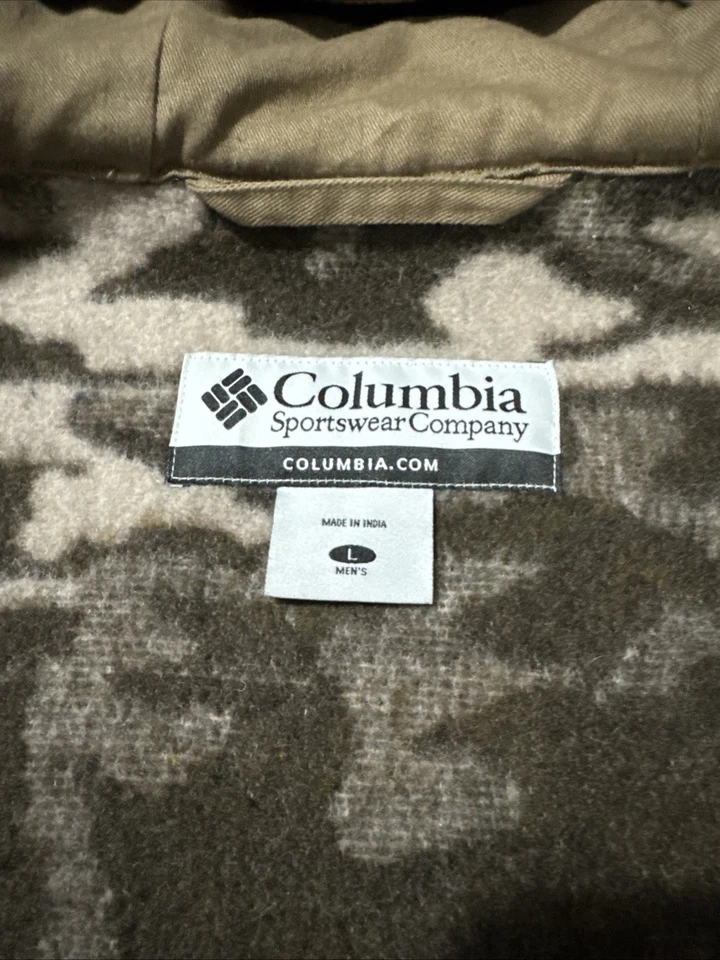 Columbia
Sportswear Company
COLUMBIA.COM
MADE IN INDIA
L
MEN'S